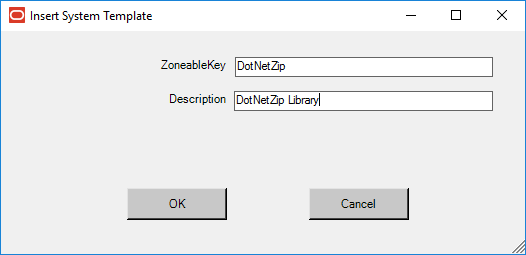 Insert System Template
ZoneableKey DotNetZip
Description DotNetZip Library
OK Cancel